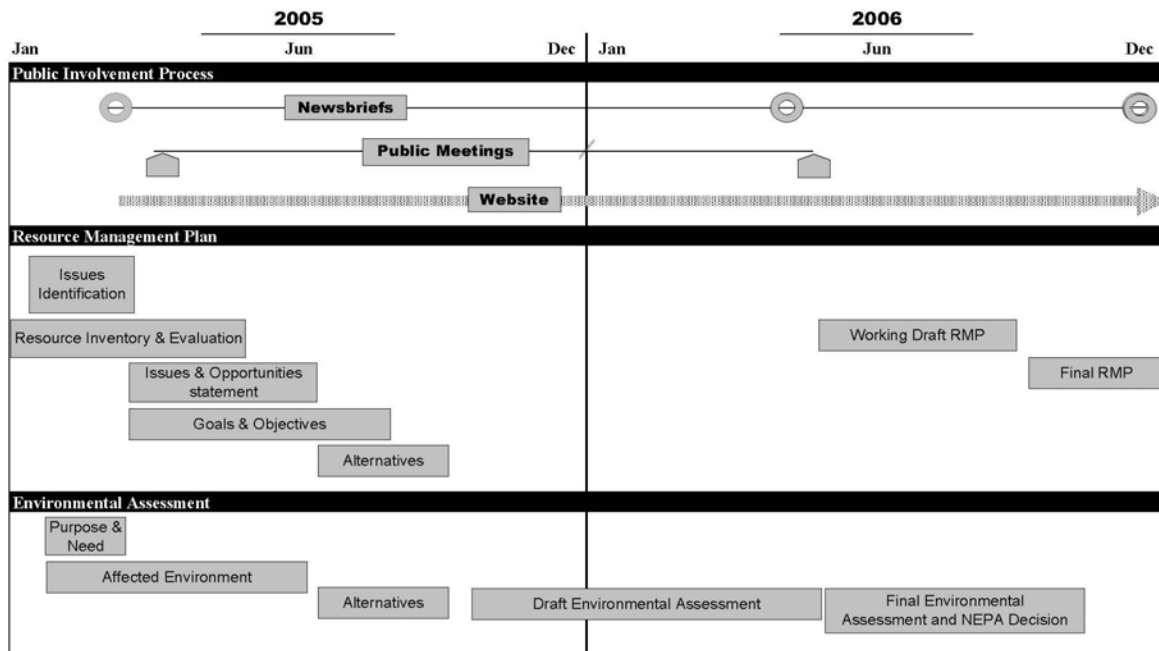 2005 2006
Jan Jun Dec Jan Jun Dec
Public Involvement Process
Newsbriefs
Public Meetings
Website
Resource Management Plan
Issues
Identification
Resource Inventory & Evaluation
Working Draft RMP
Issues & Opportunities
statement
Final RMP
Goals & Objectives
Alternatives
Environmental Assessment
Purpose &
Need
Affected Environment
Alternatives
Draft Environmental Assessment
Final Environmental
Assessment and NEPA Decision